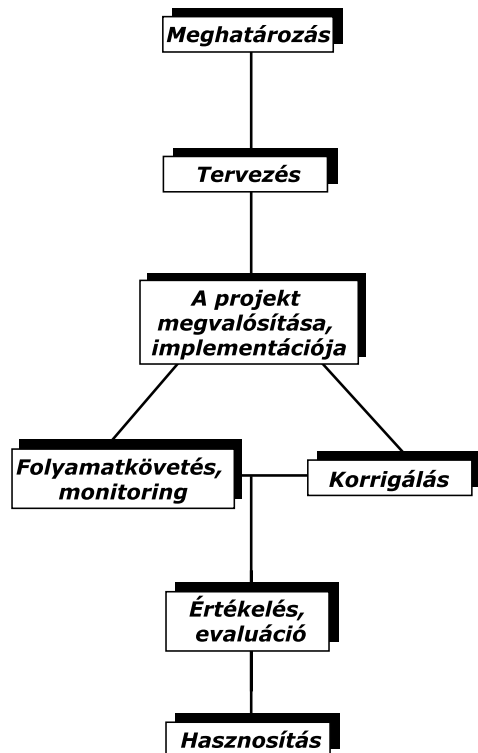 Meghatározás
Tervezés
A projekt
megvalósítása,
implementációja
Folyamatkövetés,
monitoring
Korrigálás
Értékelés,
evaluáció
Hasznosítás